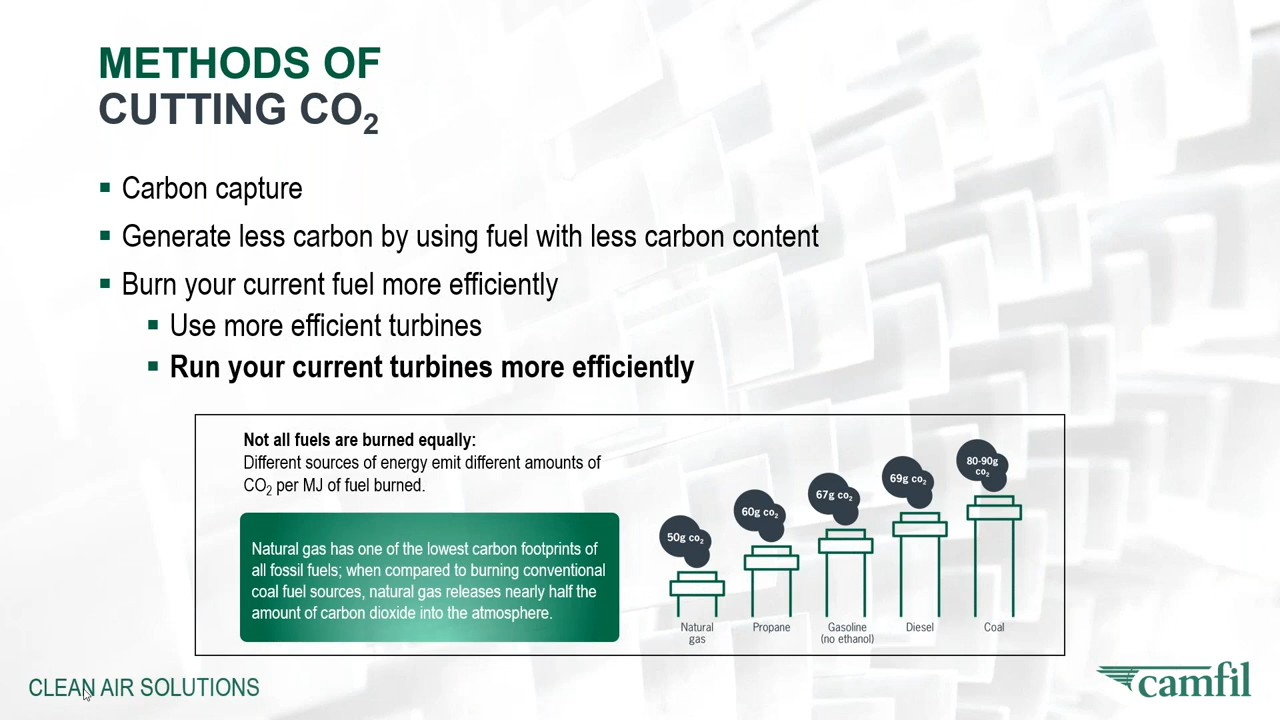 METHODS OF
CUTTING CO₂
▪ Carbon capture
▪ Generate less carbon by using fuel with less carbon content
▪ Burn your current fuel more efficiently
▪ Use more efficient turbines
▪ Run your current turbines more efficiently
Not all fuels are burned equally:
Different sources of energy emit different amounts of
CO₂ per MJ of fuel burned.
Natural gas has one of the lowest carbon footprints of
all fossil fuels; when compared to burning conventional
coal fuel sources, natural gas releases nearly half the
amount of carbon dioxide into the atmosphere.
50g co₂
60g co₂
67g co₂
69g co₂
80-90g
co₂
Natural
gas
Propane
Gasoline
(no ethanol)
Diesel
Coal
CLEAN AIR SOLUTIONS
camfil